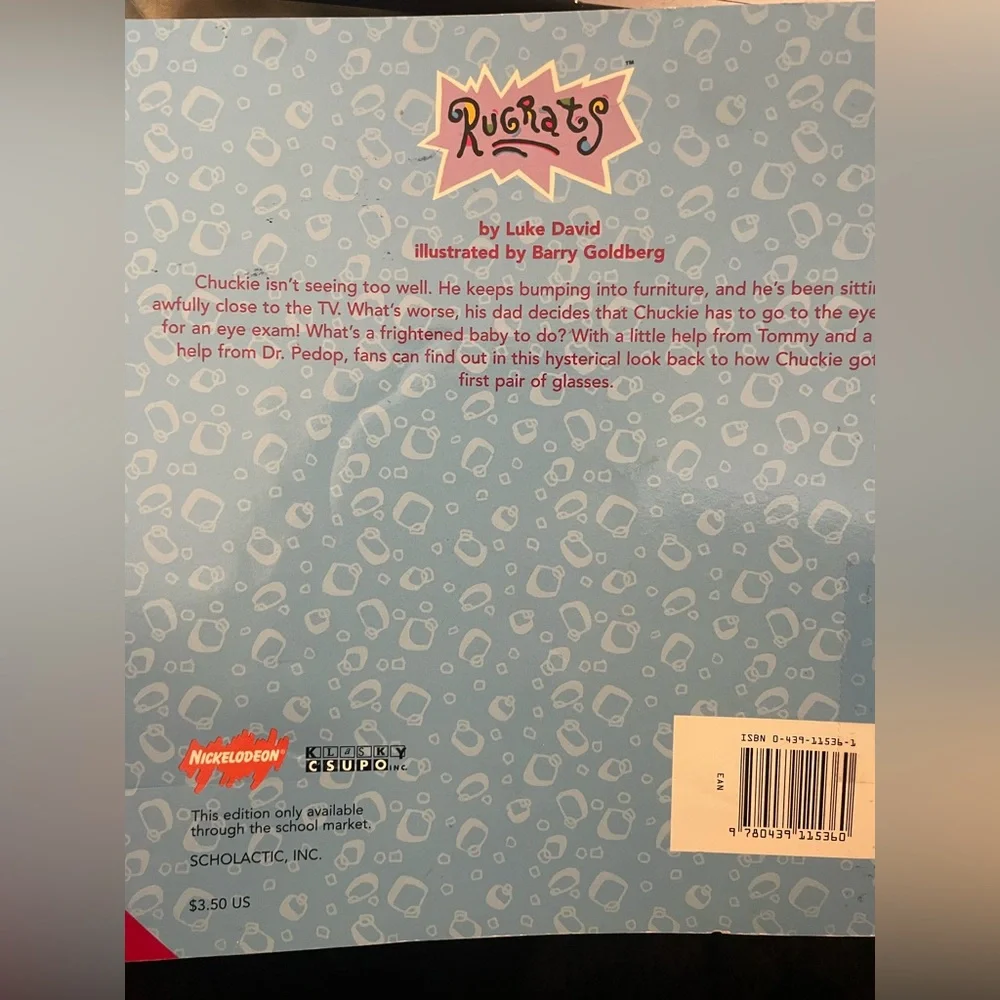 RUGRATS™
by Luke David
illustrated by Barry Goldberg
Chuckie isn't seeing too well. He keeps bumping into furniture, and he's been sittin
awfully close to the TV. What's worse, his dad decides that Chuckie has to go to the eye
for an eye exam! What's a frightened baby to do? With a little help from Tommy and a
help from Dr. Pedop, fans can find out in this hysterical look back to how Chuckie got
first pair of glasses.
NICKELODEON®
KLASKY
CSUPO INC.
This edition only available
through the school market.
SCHOLACTIC, INC.
$3.50 US
ISBN 0-439-11536-1
EAN
9 780439 115360